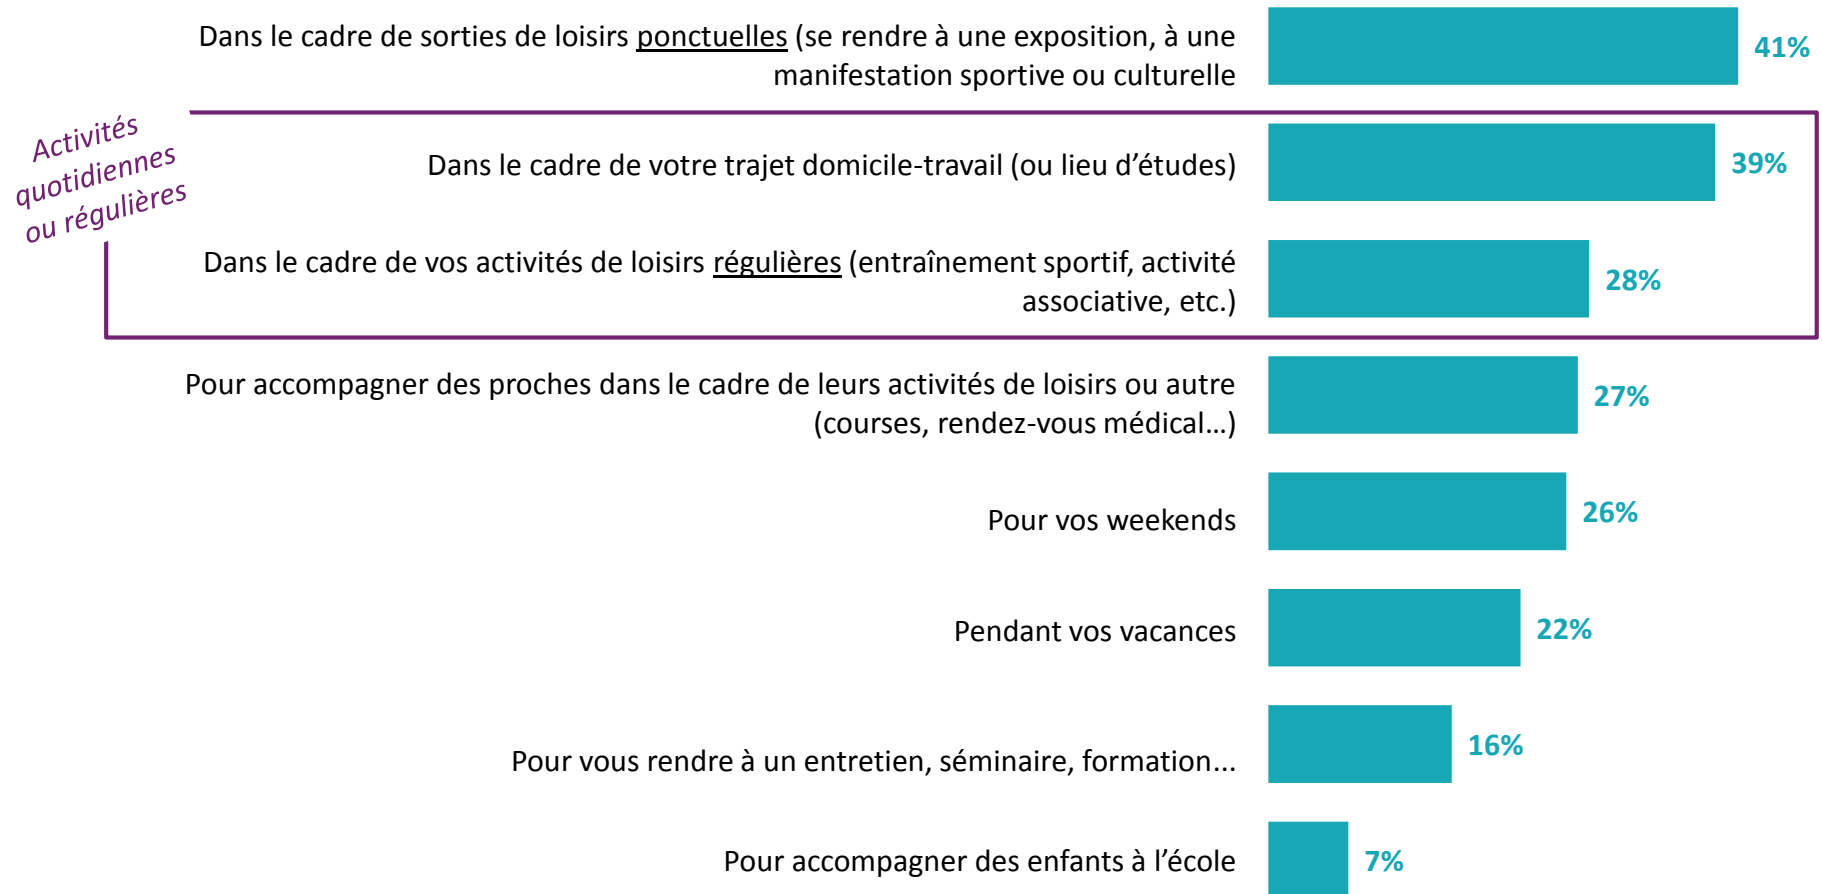 Dans le cadre de sorties de loisirs ponctuelles (se rendre à une exposition, à une
manifestation sportive ou culturelle
41%
Activités
quotidiennes
ou régulières
Dans le cadre de votre trajet domicile-travail (ou lieu d’études)
39%
Dans le cadre de vos activités de loisirs régulières (entraînement sportif, activité
associative, etc.)
28%
Pour accompagner des proches dans le cadre de leurs activités de loisirs ou autre
(courses, rendez-vous médical…)
27%
Pour vos weekends
26%
Pendant vos vacances
22%
Pour vous rendre à un entretien, séminaire, formation...
16%
Pour accompagner des enfants à l’école
7%